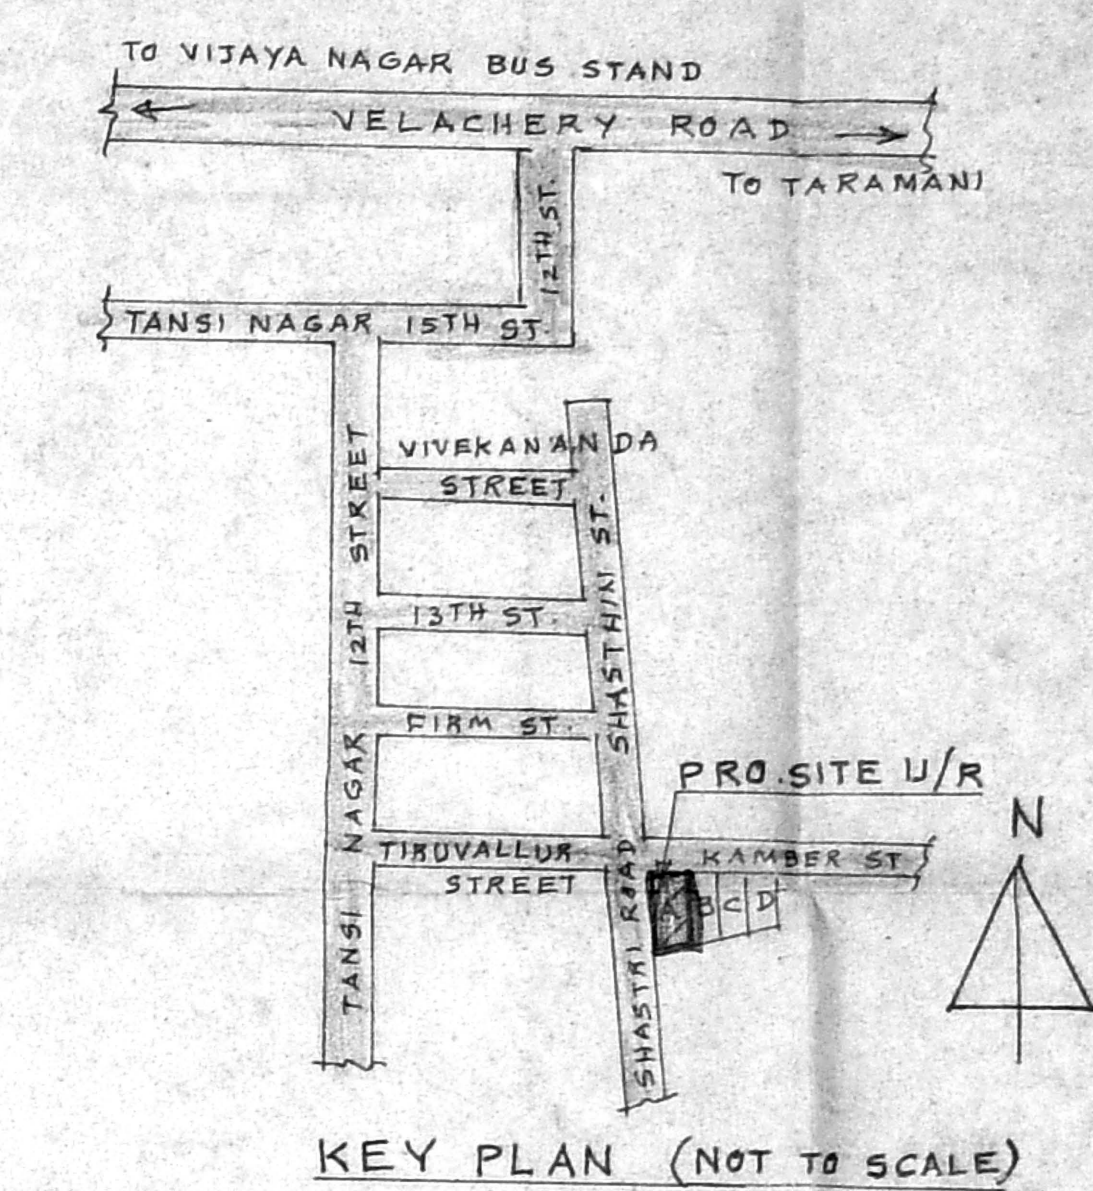 TO VIJAYA NAGAR BUS STAND
VELACHERY ROAD
TO TARAMANI
12TH ST.
TANSI NAGAR 15TH ST.
VIVEKANANDA
STREET
13TH ST.
FIRM ST.
TANSI NAGAR 12TH STREET
SHASTHINI ST.
PRO.SITE U/R
N
TIRUVALLUR
STREET
KAMBER ST
A B C D
SHASTRI ROAD
KEY PLAN (NOT TO SCALE)